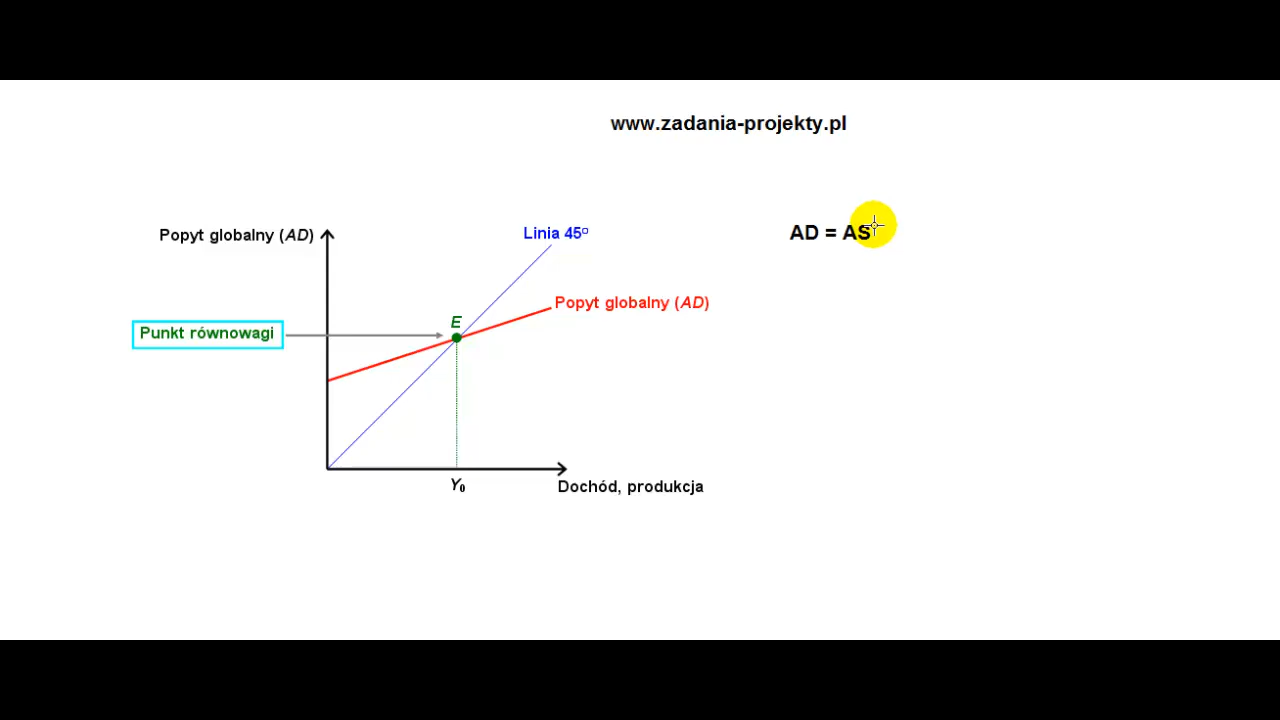 www.zadania-projekty.pl
Popyt globalny (AD)
Linia 45º
AD = AS
Popyt globalny (AD)
E
Punkt równowagi
Y₀
Dochód, produkcja